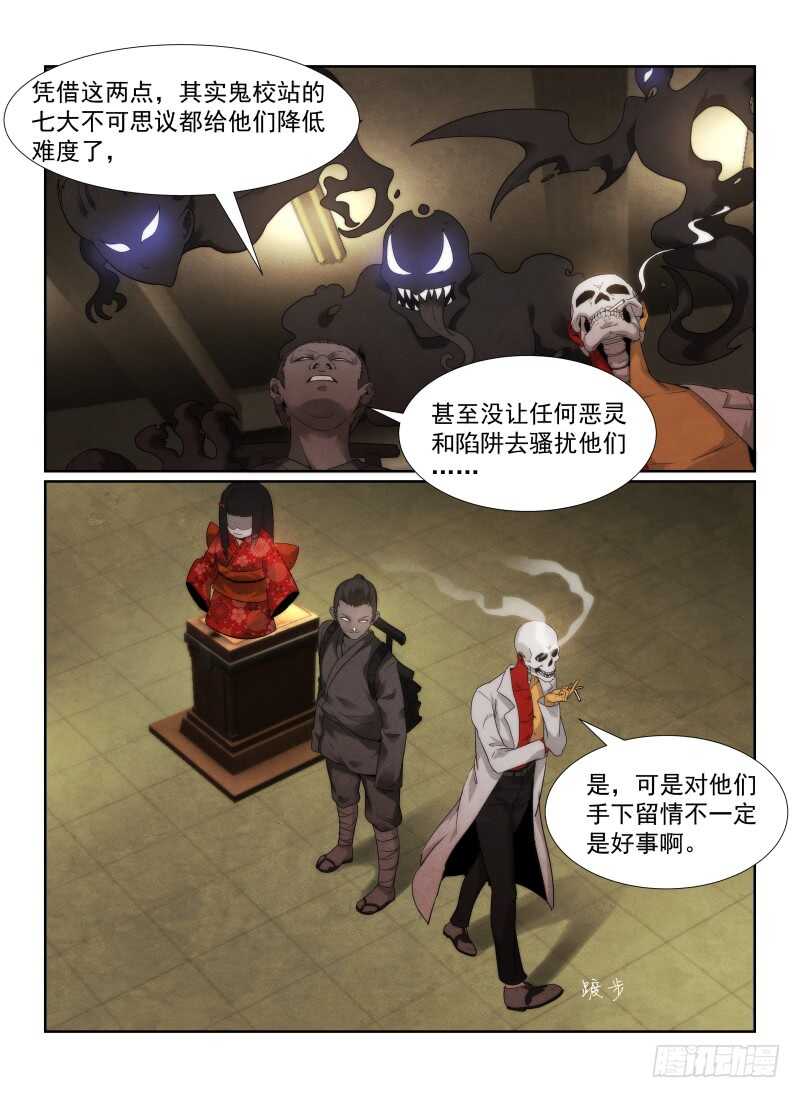 凭借这两点，其实鬼校站的
七大不可思议都给他们降低
难度了，
甚至没让任何恶灵
和陷阱去骚扰他们
……
是，可是对他们
手下留情不一定
是好事啊。
踱步
腾讯动漫